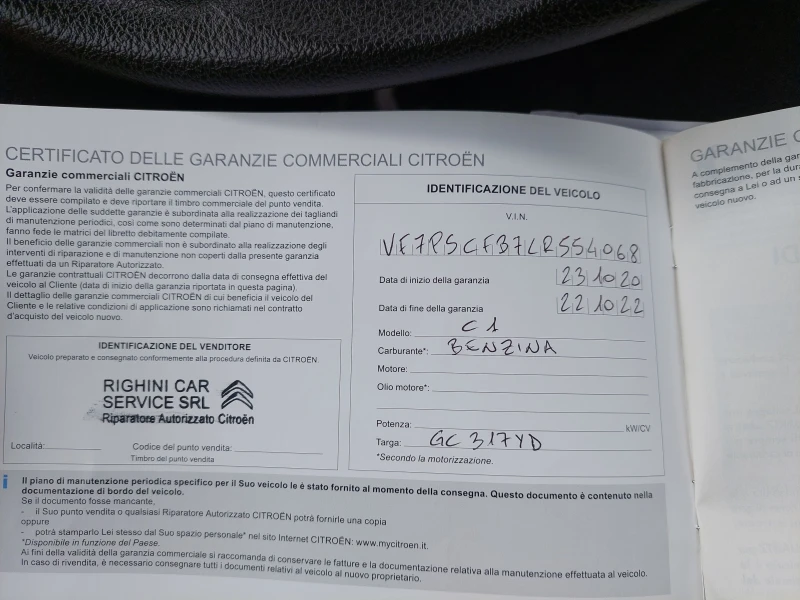 CERTIFICATO DELLE GARANZIE COMMERCIALI CITROËN
Garanzie commerciali CITROËN
Per confermare la validità delle garanzie commerciali CITROËN, questo certificato
deve essere compilato e deve riportare il timbro commerciale del punto vendita.
L'applicazione delle suddette garanzie è subordinata alla realizzazione dei tagliandi
di manutenzione periodici, così come sono determinati dal piano di manutenzione,
fanno fede le matrici del libretto debitamente compilate.
Il beneficio delle garanzie commerciali non è subordinato alla realizzazione degli
interventi di riparazione e di manutenzione non coperti dalla presente garanzia
effettuati da un Riparatore Autorizzato.
Le garanzie contrattuali CITROËN decorrono dalla data di consegna effettiva del
veicolo al Cliente (data di inizio della garanzia riportata in questa pagina).
Il dettaglio delle garanzie commerciali CITROËN di cui beneficia il veicolo del
Cliente e le relative condizioni di applicazione sono richiamati nel contratto
d'acquisto del veicolo nuovo.
IDENTIFICAZIONE DEL VENDITORE
Veicolo preparato e consegnato conformemente alla procedura definita da CITROËN
RIGHINI CAR
SERVICE SRL
Riparatore Autorizzato Citroën
Località:
Codice del punto vendita:
Timbro del punto vendita
IDENTIFICAZIONE DEL VEICOLO
V.I.N.
VF7PSCFB7LR554068
Data di inizio della garanzia 231020
Data di fine della garanzia 221022
Modello: C1
Carburante*: BENZINA
Motore:
Olio motore*:
Potenza: kW/CV
Targa: GC317YD
*Secondo la motorizzazione.
Il piano di manutenzione periodica specifico per il Suo veicolo le è stato fornito al momento della consegna. Questo documento è contenuto nella
documentazione di bordo del veicolo.
Se il documento fosse mancante,
- il Suo punto vendita o qualsiasi Riparatore Autorizzato CITROËN potrà fornirle una copia
oppure
- potrà stamparlo Lei stesso dal Suo spazio personale* nel sito Internet CITROËN: www.mycitroen.it.
*Disponibile in funzione del Paese.
Ai fini della validità della garanzia commerciale si raccomanda di conservare le fatture e la documentazione relativa alla manutenzione effettuata al veicolo.
In caso di rivendita, è necessario consegnare tutti i documenti relativi al veicolo al nuovo proprietario.
GARANZIE C
A complemento della gar
fabbricazione, per la dura
consegna a Lei o ad un s
veicolo nuovo.